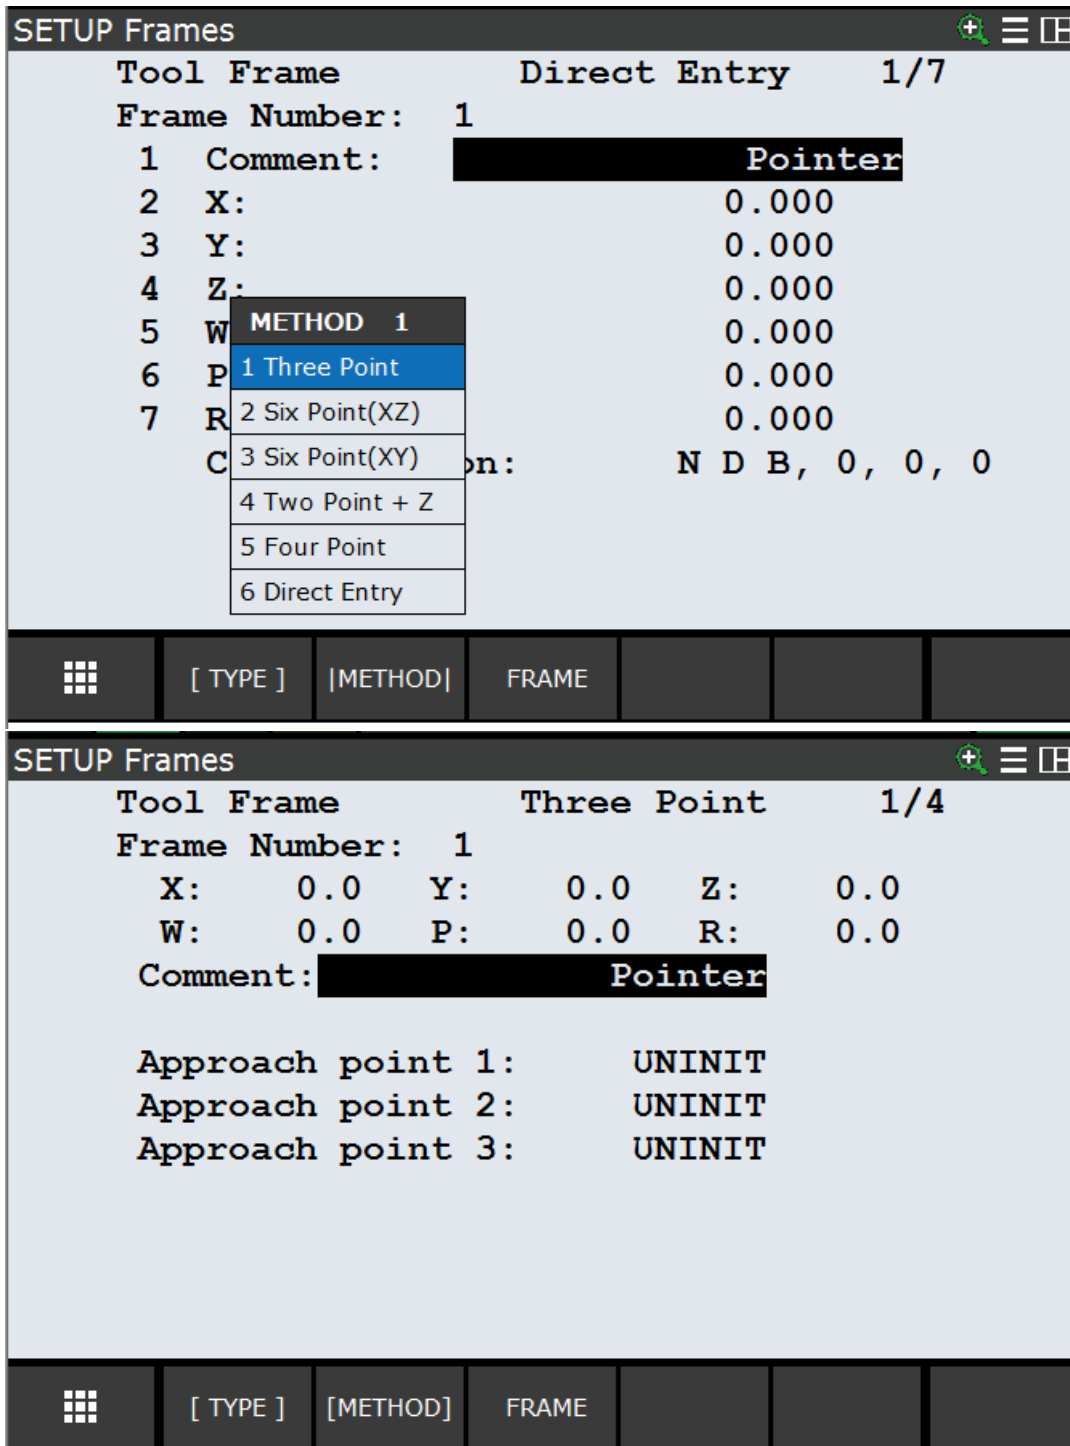 SETUP Frames
Tool Frame Direct Entry 1/7
Frame Number: 1
1 Comment: Pointer
2 X: 0.000
3 Y: 0.000
4 Z: 0.000
METHOD 1
5 W 0.000
1 Three Point
6 P 0.000
2 Six Point(XZ)
7 R 0.000
3 Six Point(XY)
C on: N D B, 0, 0, 0
4 Two Point + Z
5 Four Point
6 Direct Entry
[ TYPE ] |METHOD| FRAME
SETUP Frames
Tool Frame Three Point 1/4
Frame Number: 1
X: 0.0 Y: 0.0 Z: 0.0
W: 0.0 P: 0.0 R: 0.0
Comment: Pointer
Approach point 1: UNINIT
Approach point 2: UNINIT
Approach point 3: UNINIT
[ TYPE ] [METHOD] FRAME